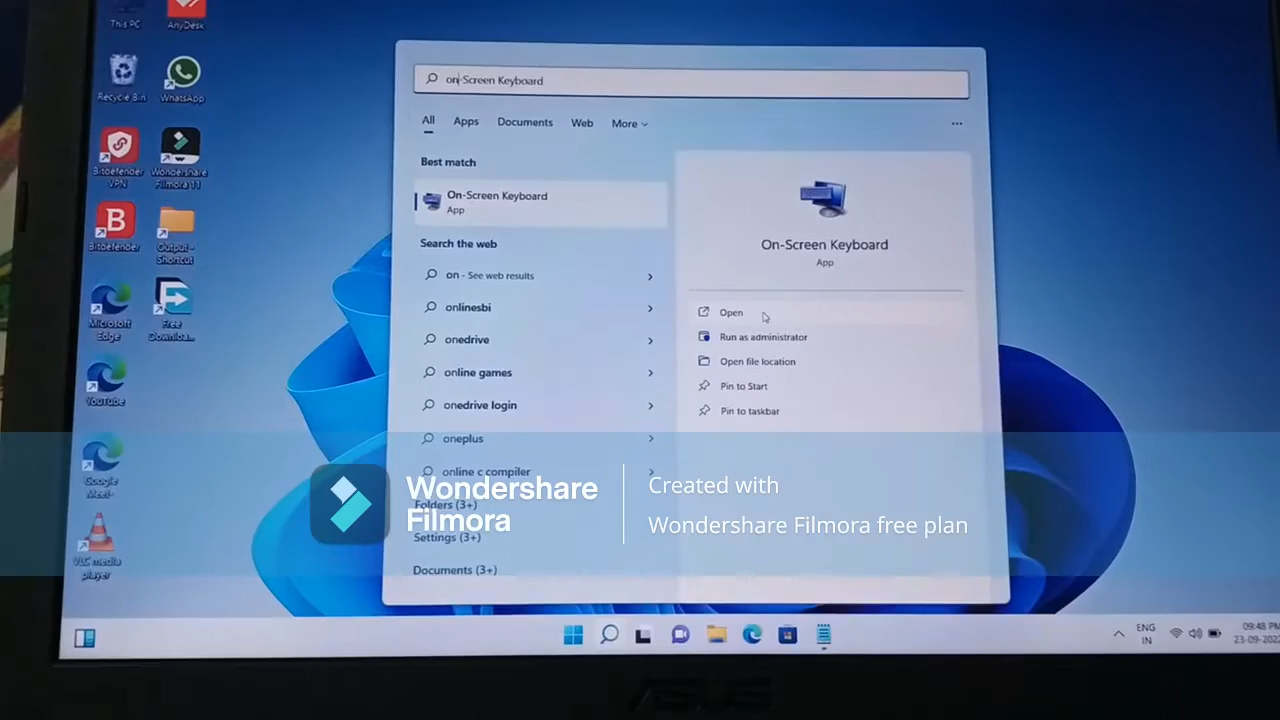 This PC
AnyDesk
Recycle Bin
WhatsApp
Bitdefender
VPN
Wondershare
Filmora 11
Bitdefender
Output -
Shortcut
Microsoft
Edge
Free
Downloa...
YouTube
Google
Meet-
VLC media
player
on-Screen Keyboard
All
Apps
Documents
Web
More
Best match
On-Screen Keyboard
App
Search the web
on - See web results
onlinesbi
onedrive
online games
onedrive login
oneplus
online c compiler
Folders (3+)
Settings (3+)
Documents (3+)
On-Screen Keyboard
App
Open
Run as administrator
Open file location
Pin to Start
Pin to taskbar
Wondershare
Filmora
Created with
Wondershare Filmora free plan
ENG
IN
09:48 PM
ASUS